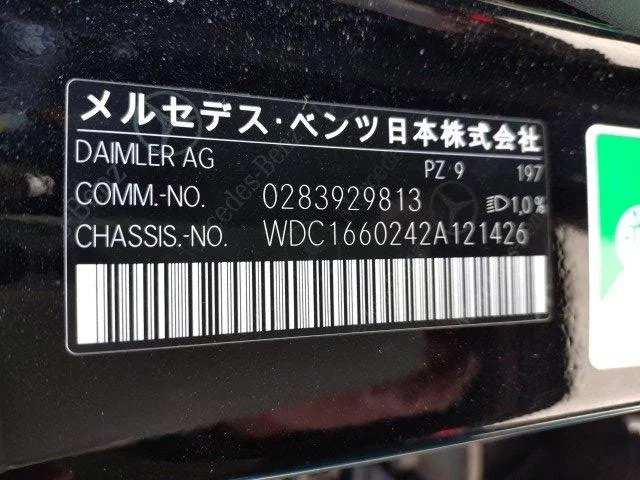 メルセデス・ベンツ日本株式会社
DAIMLER AG PZ 9 197
COMM.-NO. 0283929813 1,0%
CHASSIS.-NO. WDC1660242A121426